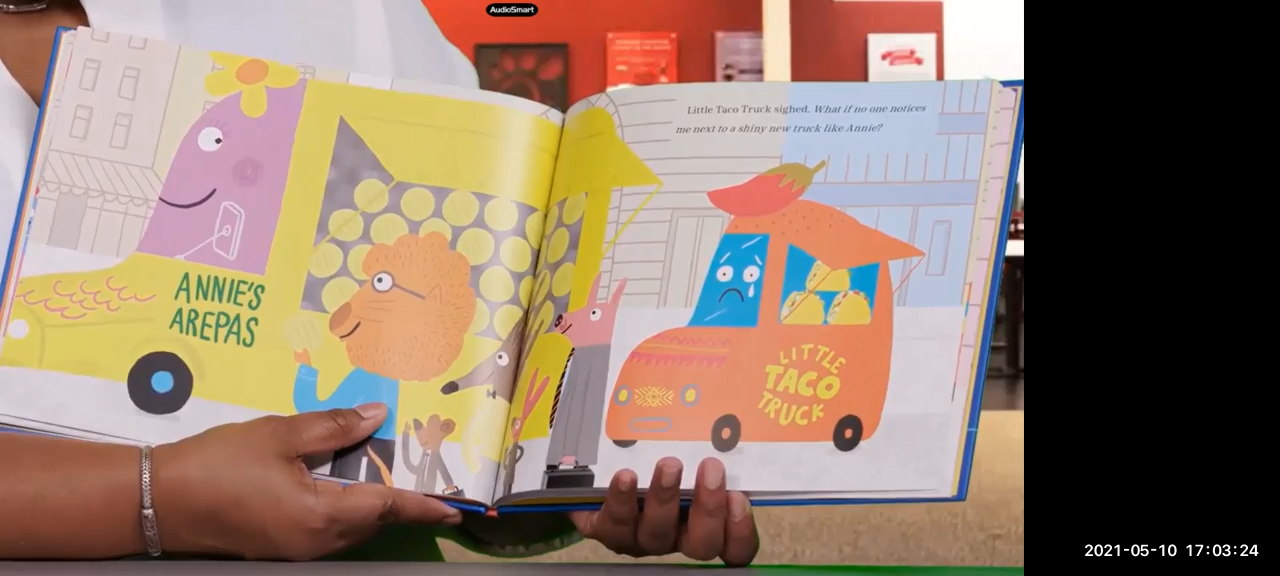 AudioSmart
Little Taco Truck sighed. What if no one notices
me next to a shiny new truck like Annie?
ANNIE'S
AREPAS
LITTLE
TACO
TRUCK
2021-05-10 17:03:24